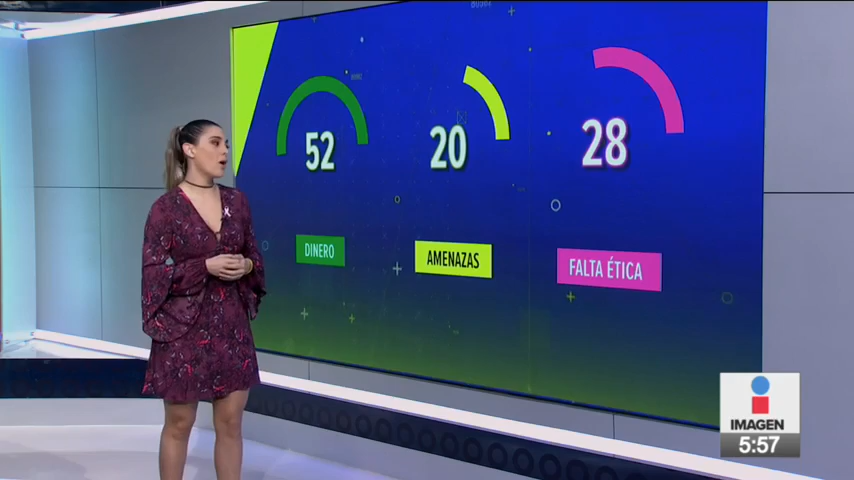 52
20
28
DINERO
AMENAZAS
FALTA ÉTICA
IMAGEN
5:57